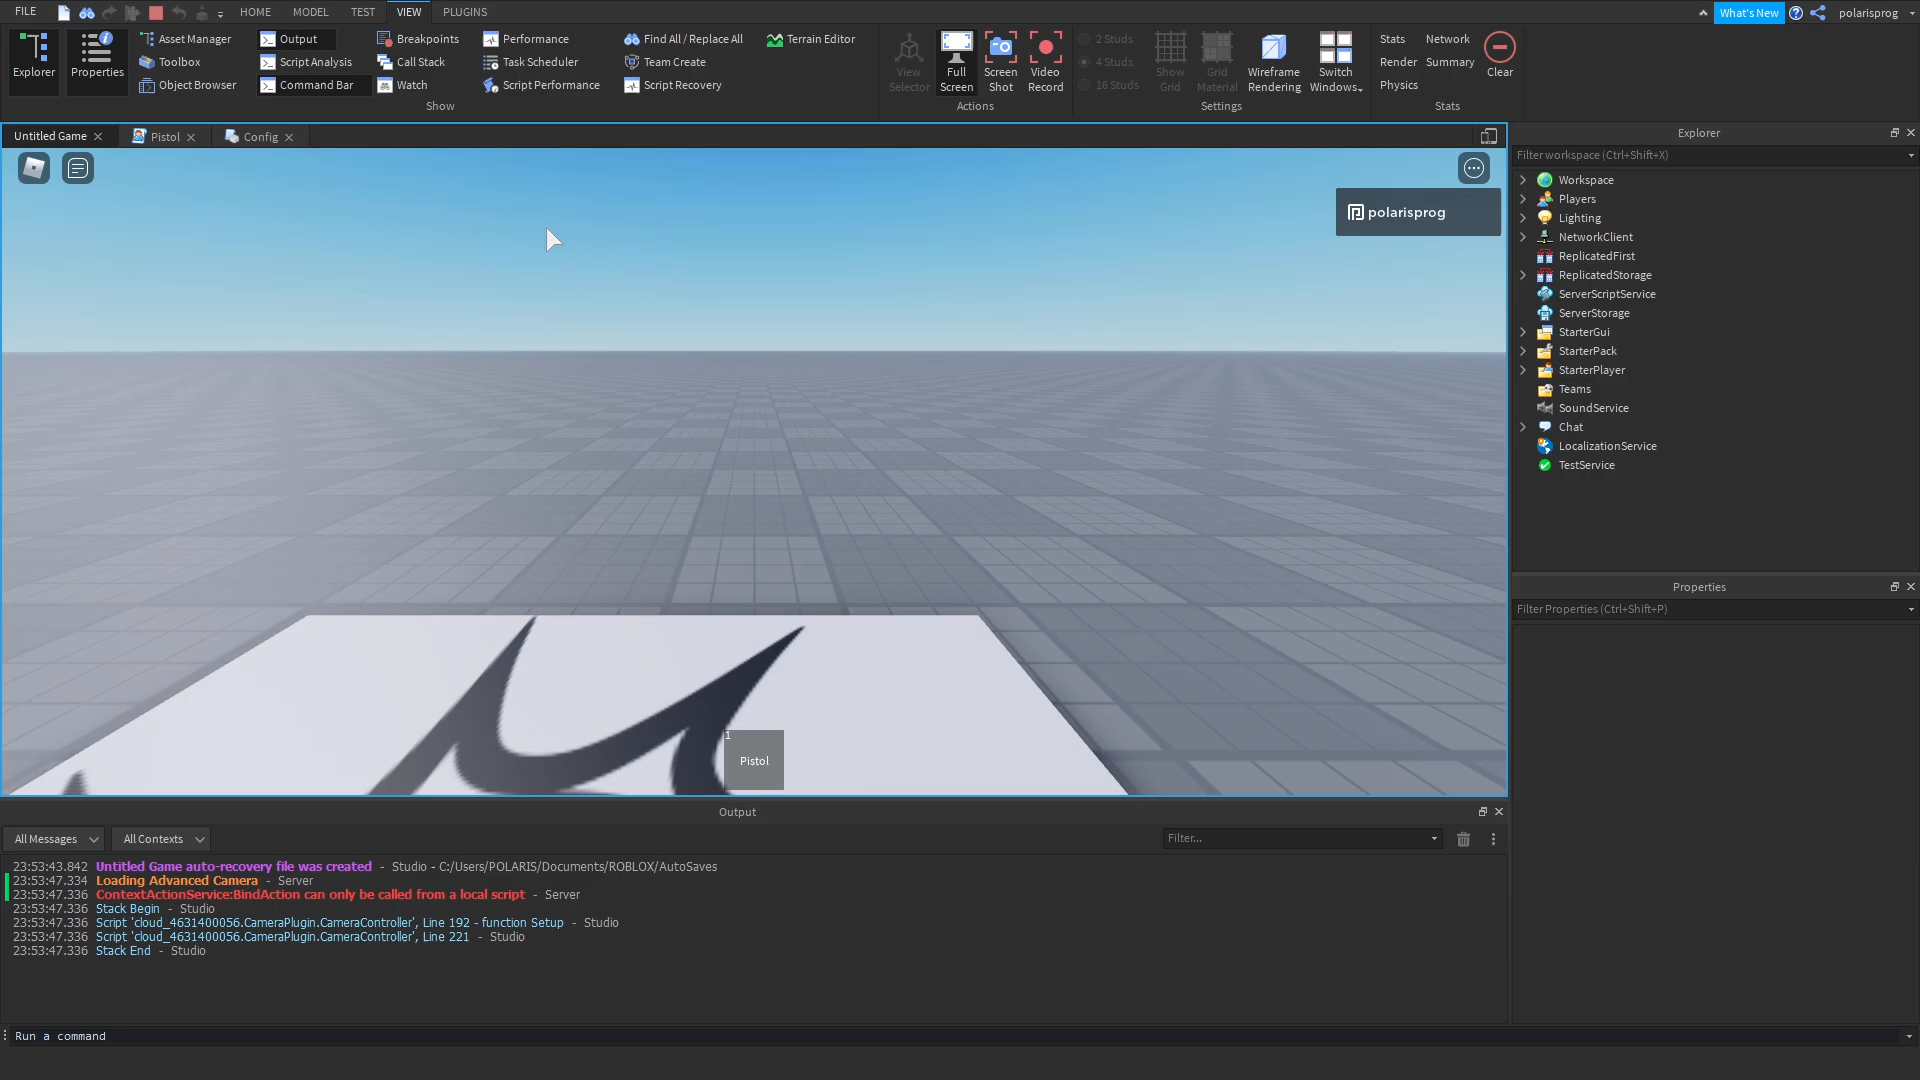 FILE HOME MODEL TEST VIEW PLUGINS What's New polarisprog
Explorer Properties
Asset Manager Output Breakpoints Performance Find All / Replace All Terrain Editor
Toolbox Script Analysis Call Stack Task Scheduler Team Create
Object Browser Command Bar Watch Script Performance Script Recovery
Show
View Selector Full Screen Screen Shot Video Record
Actions
2 Studs
4 Studs
16 Studs
Show Grid Grid Material Wireframe Rendering Switch Windows
Settings
Stats Network
Render Summary
Physics
Clear
Stats
Untitled Game Pistol Config
polarisprog
1
Pistol
Explorer
Filter workspace (Ctrl+Shift+X)
Workspace
Players
Lighting
NetworkClient
ReplicatedFirst
ReplicatedStorage
ServerScriptService
ServerStorage
StarterGui
StarterPack
StarterPlayer
Teams
SoundService
Chat
LocalizationService
TestService
Properties
Filter Properties (Ctrl+Shift+P)
Output
All Messages All Contexts Filter...
23:53:43.842 Untitled Game auto-recovery file was created - Studio - C:/Users/POLARIS/Documents/ROBLOX/AutoSaves
23:53:47.334 Loading Advanced Camera - Server
23:53:47.336 ContextActionService:BindAction can only be called from a local script - Server
23:53:47.336 Stack Begin - Studio
23:53:47.336 Script 'cloud_4631400056.CameraPlugin.CameraController', Line 192 - function Setup - Studio
23:53:47.336 Script 'cloud_4631400056.CameraPlugin.CameraController', Line 221 - Studio
23:53:47.336 Stack End - Studio
Run a command